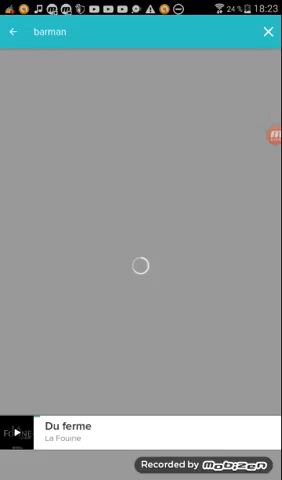 24 % 18:23
barman
Du ferme
La Fouine
Recorded by MOBIZEN